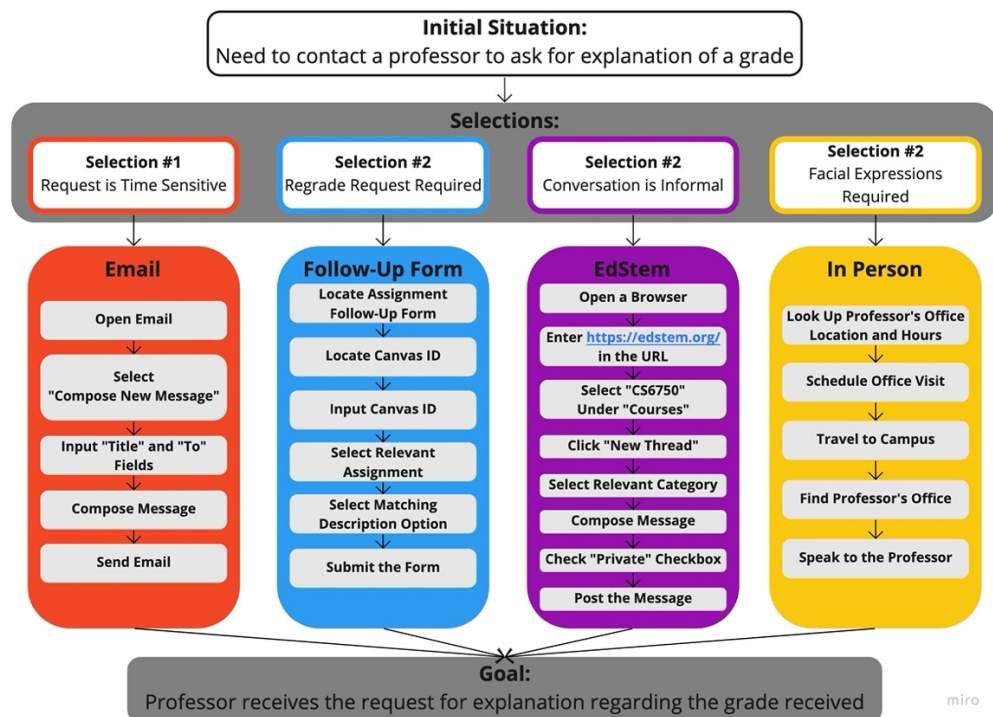 Initial Situation:
Need to contact a professor to ask for explanation of a grade
Selections:
Selection #1
Request is Time Sensitive
Selection #2
Regrade Request Required
Selection #2
Conversation is Informal
Selection #2
Facial Expressions
Required
Email
Open Email
Select
"Compose New Message"
Input "Title" and "To"
Fields
Compose Message
Send Email
Follow-Up Form
Locate Assignment
Follow-Up Form
Locate Canvas ID
Input Canvas ID
Select Relevant
Assignment
Select Matching
Description Option
Submit the Form
EdStem
Open a Browser
Enter https://edstem.org/
in the URL
Select "CS6750"
Under "Courses"
Click "New Thread"
Select Relevant Category
Compose Message
Check "Private" Checkbox
Post the Message
In Person
Look Up Professor's Office
Location and Hours
Schedule Office Visit
Travel to Campus
Find Professor's Office
Speak to the Professor
Goal:
Professor receives the request for explanation regarding the grade received
miro